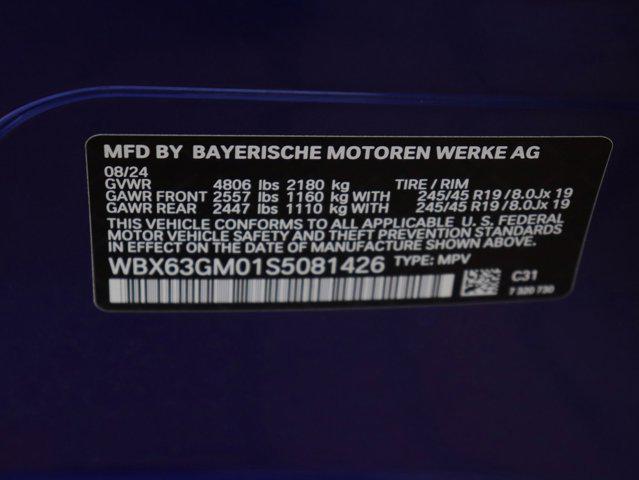 MFD BY BAYERISCHE MOTOREN WERKE AG
08/24
GVWR 4806 lbs 2180 kg TIRE / RIM
GAWR FRONT 2557 lbs 1160 kg WITH 245/45 R19 / 8.0Jx 19
GAWR REAR 2447 lbs 1110 kg WITH 245/45 R19 / 8.0Jx 19
THIS VEHICLE CONFORMS TO ALL APPLICABLE U. S. FEDERAL
MOTOR VEHICLE SAFETY AND THEFT PREVENTION STANDARDS
IN EFFECT ON THE DATE OF MANUFACTURE SHOWN ABOVE.
WBX63GM01S5081426 TYPE: MPV
C31
7 320 730